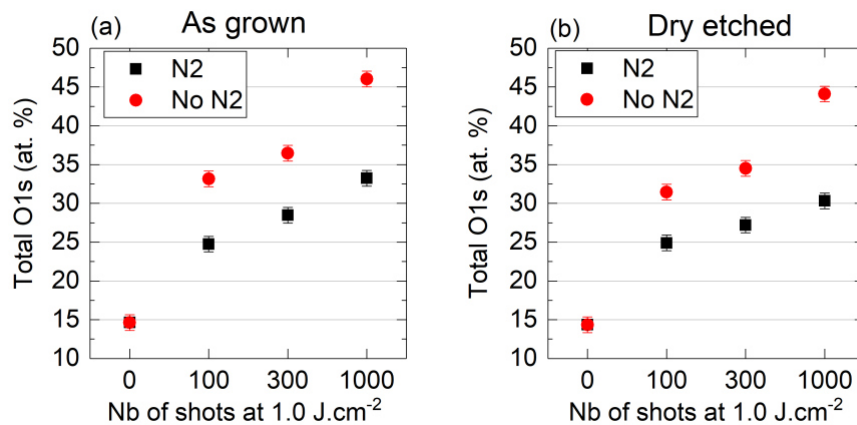 (a) As grown
50
45
40
35
30
25
20
15
10
Total O1s (at. %)
N2
No N2
0 100 300 1000
Nb of shots at 1.0 J.cm⁻²
(b) Dry etched
50
45
40
35
30
25
20
15
10
Total O1s (at. %)
N2
No N2
0 100 300 1000
Nb of shots at 1.0 J.cm⁻²